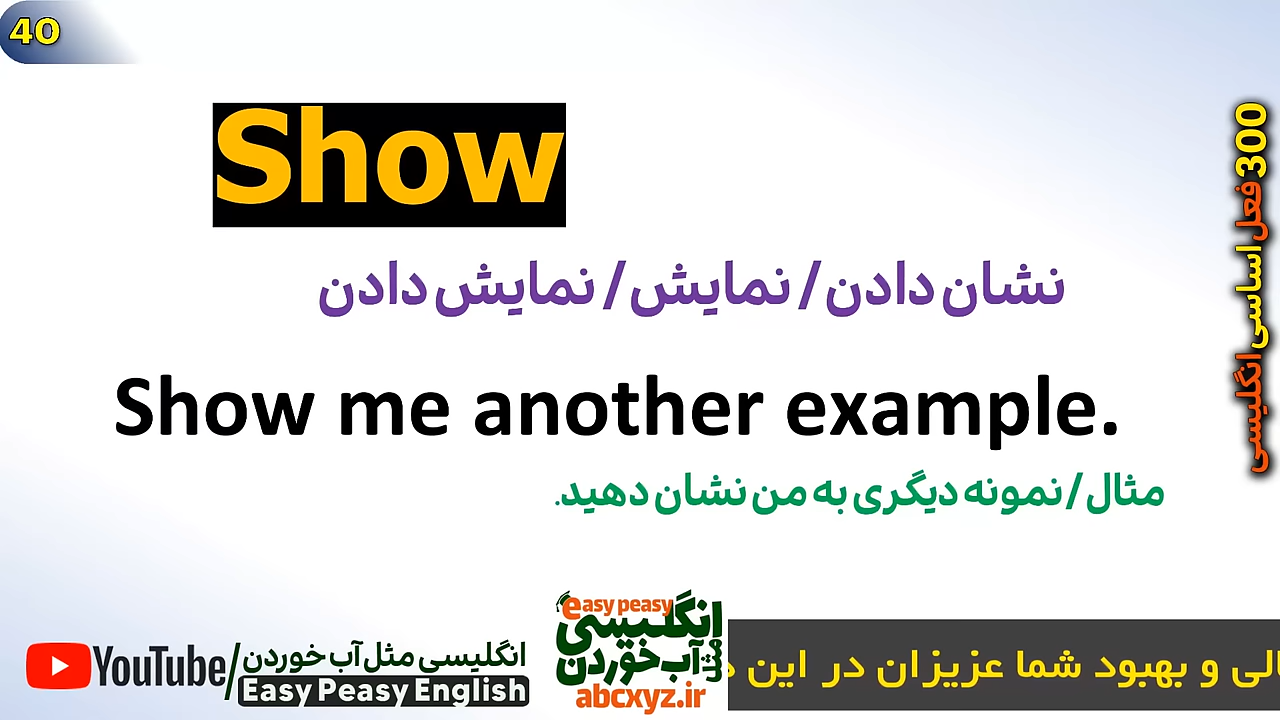 40
Show
نشان دادن/ نمایش/ نمایش دادن
Show me another example.
مثال/نمونه دیگری به من نشان دهید.
300 فعل اساسی انگلیسی
YouTube/انگلیسی مثل آب خوردن
Easy Peasy English
easy peasy
انگلیسی
مثل آب خوردن
abcxyz.ir
و بهبود شما عزیزان در این